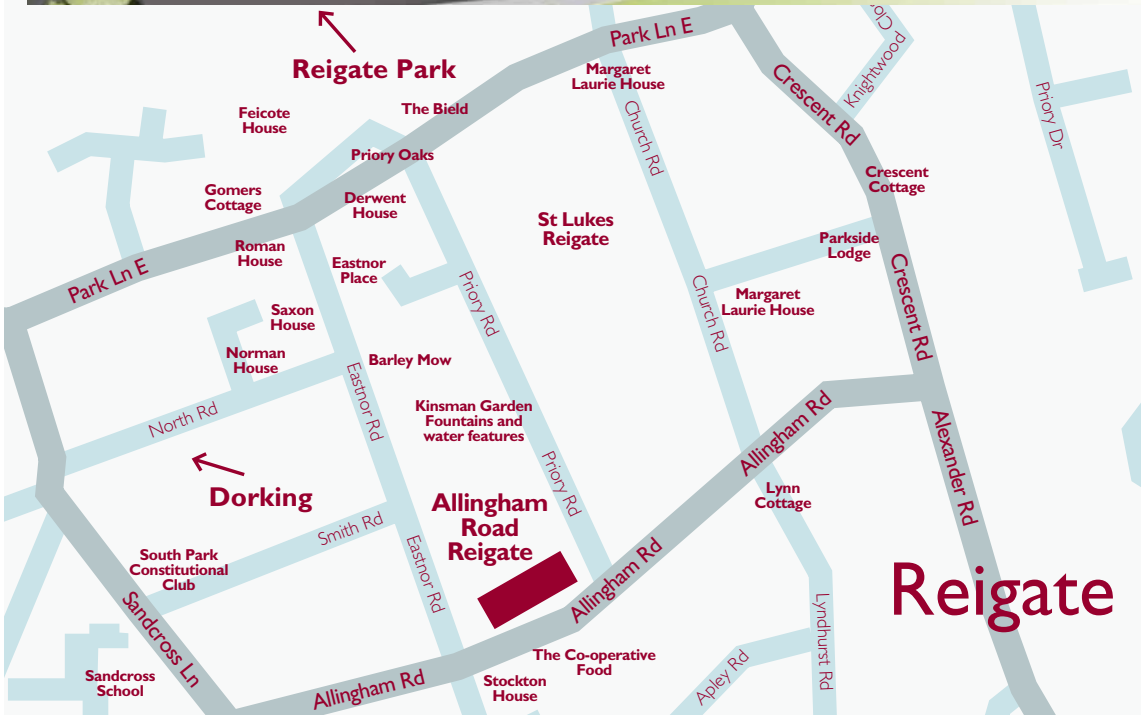 Park Ln E
Clo
Knightwood
Reigate Park
Margaret
Laurie House
Crescent Rd
Priory Dr
Feicote
House
The Bield
Church Rd
Priory Oaks
Crescent
Cottage
Gomers
Cottage
Derwent
House
St Lukes
Reigate
Parkside
Lodge
Roman
House
Eastnor
Place
Park Ln E
Priory Rd
Church Rd
Margaret
Laurie House
Crescent Rd
Saxon
House
Norman
House
Barley Mow
Eastnor Rd
North Rd
Kinsman Garden
Fountains and
water features
Allingham Rd
Alexander Rd
Priory Rd
Dorking
Allingham
Road
Reigate
Lynn
Cottage
Smith Rd
Eastnor Rd
South Park
Constitutional
Club
Allingham Rd
Reigate
Sandcross Ln
Lyndhurst Rd
The Co-operative
Food
Apley Rd
Sandcross
School
Allingham Rd
Stockton
House